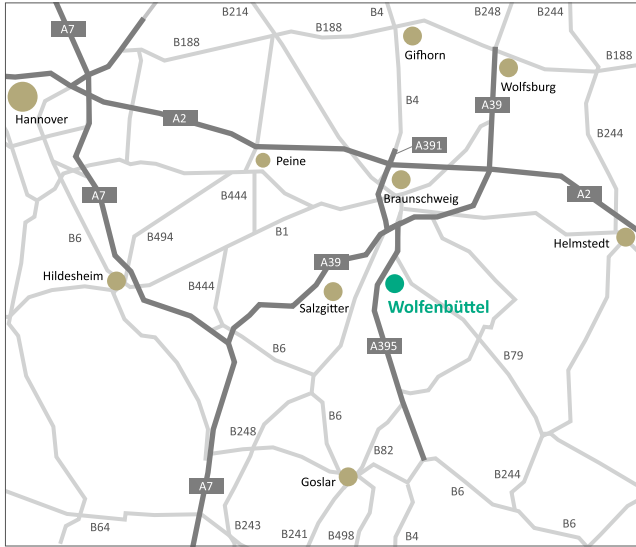 B214
B4
B248
B244
A7
B188
B188
Gifhorn
B188
Wolfsburg
Hannover
A2
B4
A39
B244
A391
Peine
Braunschweig
A7
B444
A2
B6
B494
B1
Helmstedt
Hildesheim
B444
A39
Salzgitter
Wolfenbüttel
B6
A395
B79
B6
B248
B82
A7
Goslar
B244
B6
B64
B243
B241
B498
B4
B6